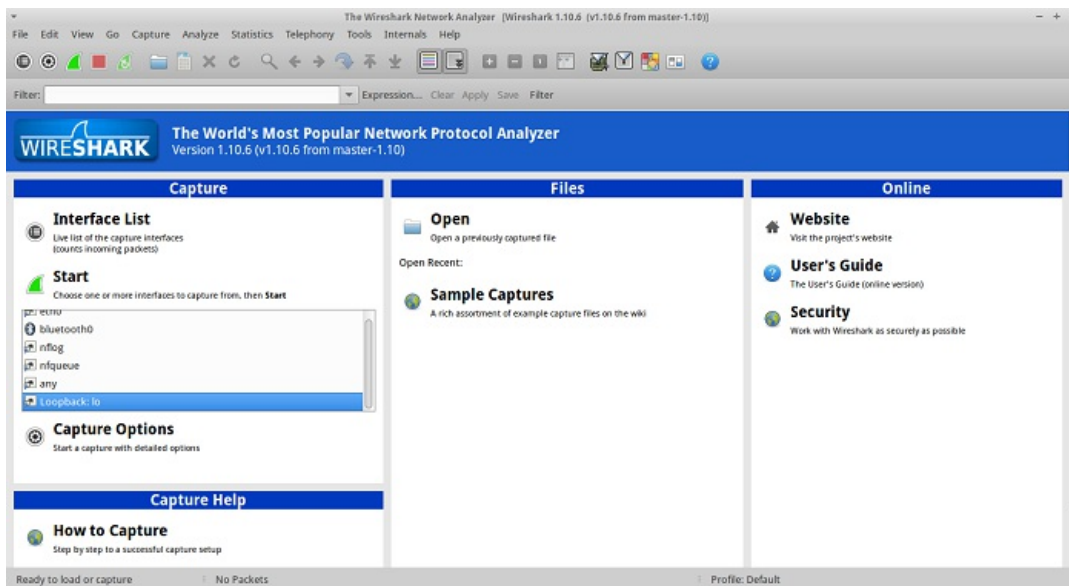 The Wireshark Network Analyzer [Wireshark 1.10.6 (v1.10.6 from master-1.10)]
File Edit View Go Capture Analyze Statistics Telephony Tools Internals Help
Filter: Expression... Clear Apply Save Filter
WIRESHARK
The World's Most Popular Network Protocol Analyzer
Version 1.10.6 (v1.10.6 from master-1.10)
Capture
Interface List
Live list of the capture interfaces
(counts incoming packets)
Start
Choose one or more interfaces to capture from, then Start
eth0
bluetooth0
nflog
nfqueue
any
Loopback: lo
Capture Options
Start a capture with detailed options
Capture Help
How to Capture
Step by step to a successful capture setup
Files
Open
Open a previously captured file
Open Recent:
Sample Captures
A rich assortment of example capture files on the wiki
Online
Website
Visit the project's website
User's Guide
The User's Guide (online version)
Security
Work with Wireshark as securely as possible
Ready to load or capture No Packets Profile: Default